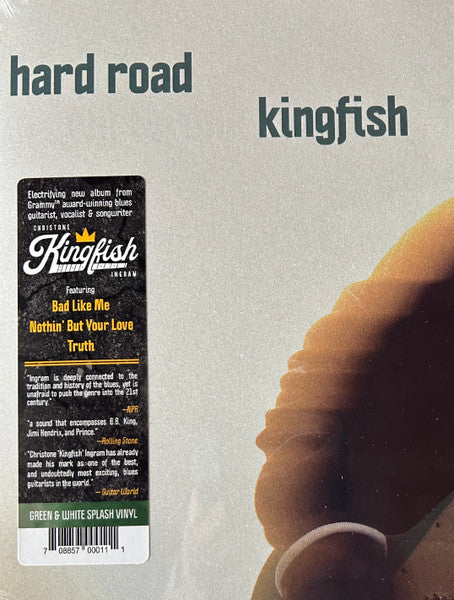 hard road
kingfish
Electrifying new album from
Grammy™ award-winning blues
guitarist, vocalist & songwriter
CHRISTONE
Kingfish
INGRAM
Featuring
Bad Like Me
Nothin' But Your Love
Truth
"Ingram is deeply connected to the
tradition and history of the blues, yet is
unafraid to push the genre into the 21st
century."
—NPR
"a sound that encompasses B.B. King,
Jimi Hendrix, and Prince."
—Rolling Stone
"Christone 'Kingfish' Ingram has already
made his mark as one of the best,
and undoubtedly most exciting, blues
guitarists in the world."
—Guitar World
GREEN & WHITE SPLASH VINYL
7 08857 00011 1